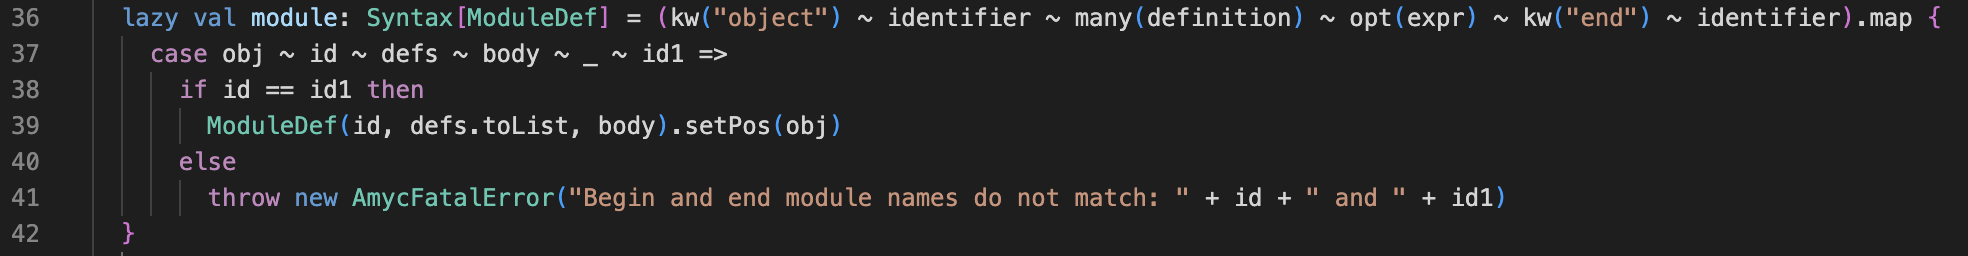 36 lazy val module: Syntax[ModuleDef] = (kw("object") ~ identifier ~ many(definition) ~ opt(expr) ~ kw("end") ~ identifier).map {
37 case obj ~ id ~ defs ~ body ~ _ ~ id1 =>
38 if id == id1 then
39 ModuleDef(id, defs.toList, body).setPos(obj)
40 else
41 throw new AmycFatalError("Begin and end module names do not match: " + id + " and " + id1)
42 }